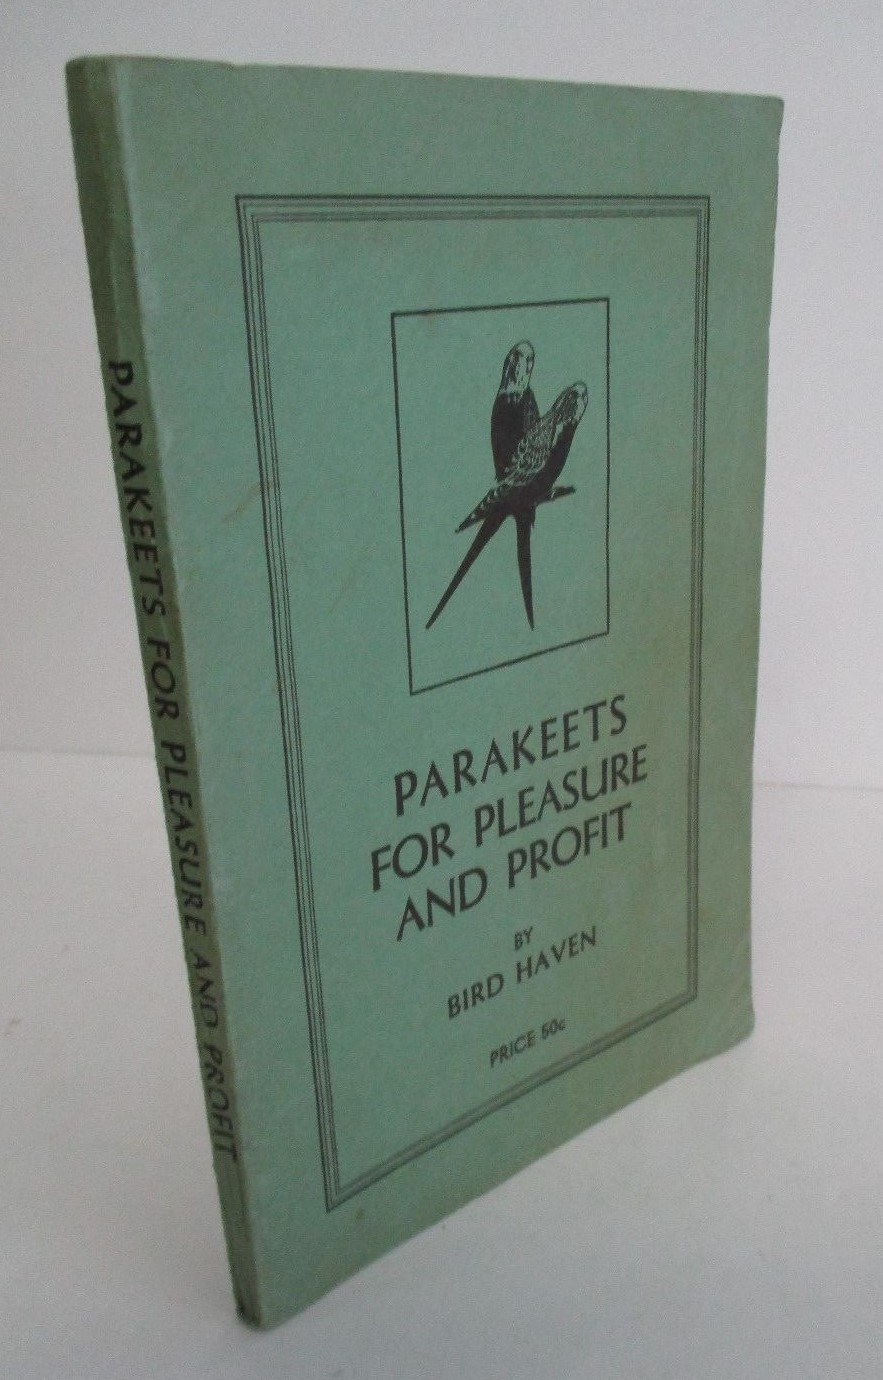 PARAKEETS FOR PLEASURE AND PROFIT
PARAKEETS
FOR PLEASURE
AND PROFIT
BY
BIRD HAVEN
PRICE 50c